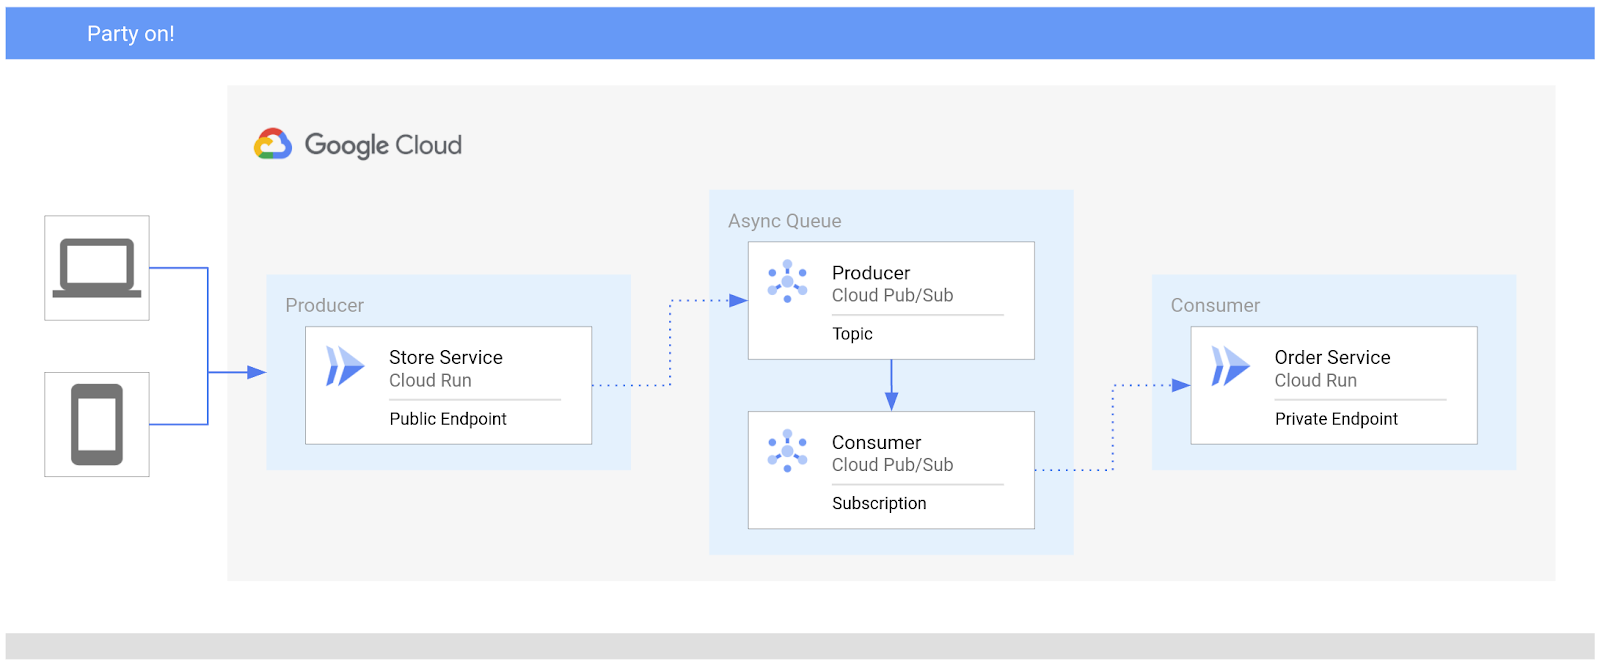 Party on!
Google Cloud
Producer
Store Service
Cloud Run
Public Endpoint
Async Queue
Producer
Cloud Pub/Sub
Topic
Consumer
Cloud Pub/Sub
Subscription
Consumer
Order Service
Cloud Run
Private Endpoint